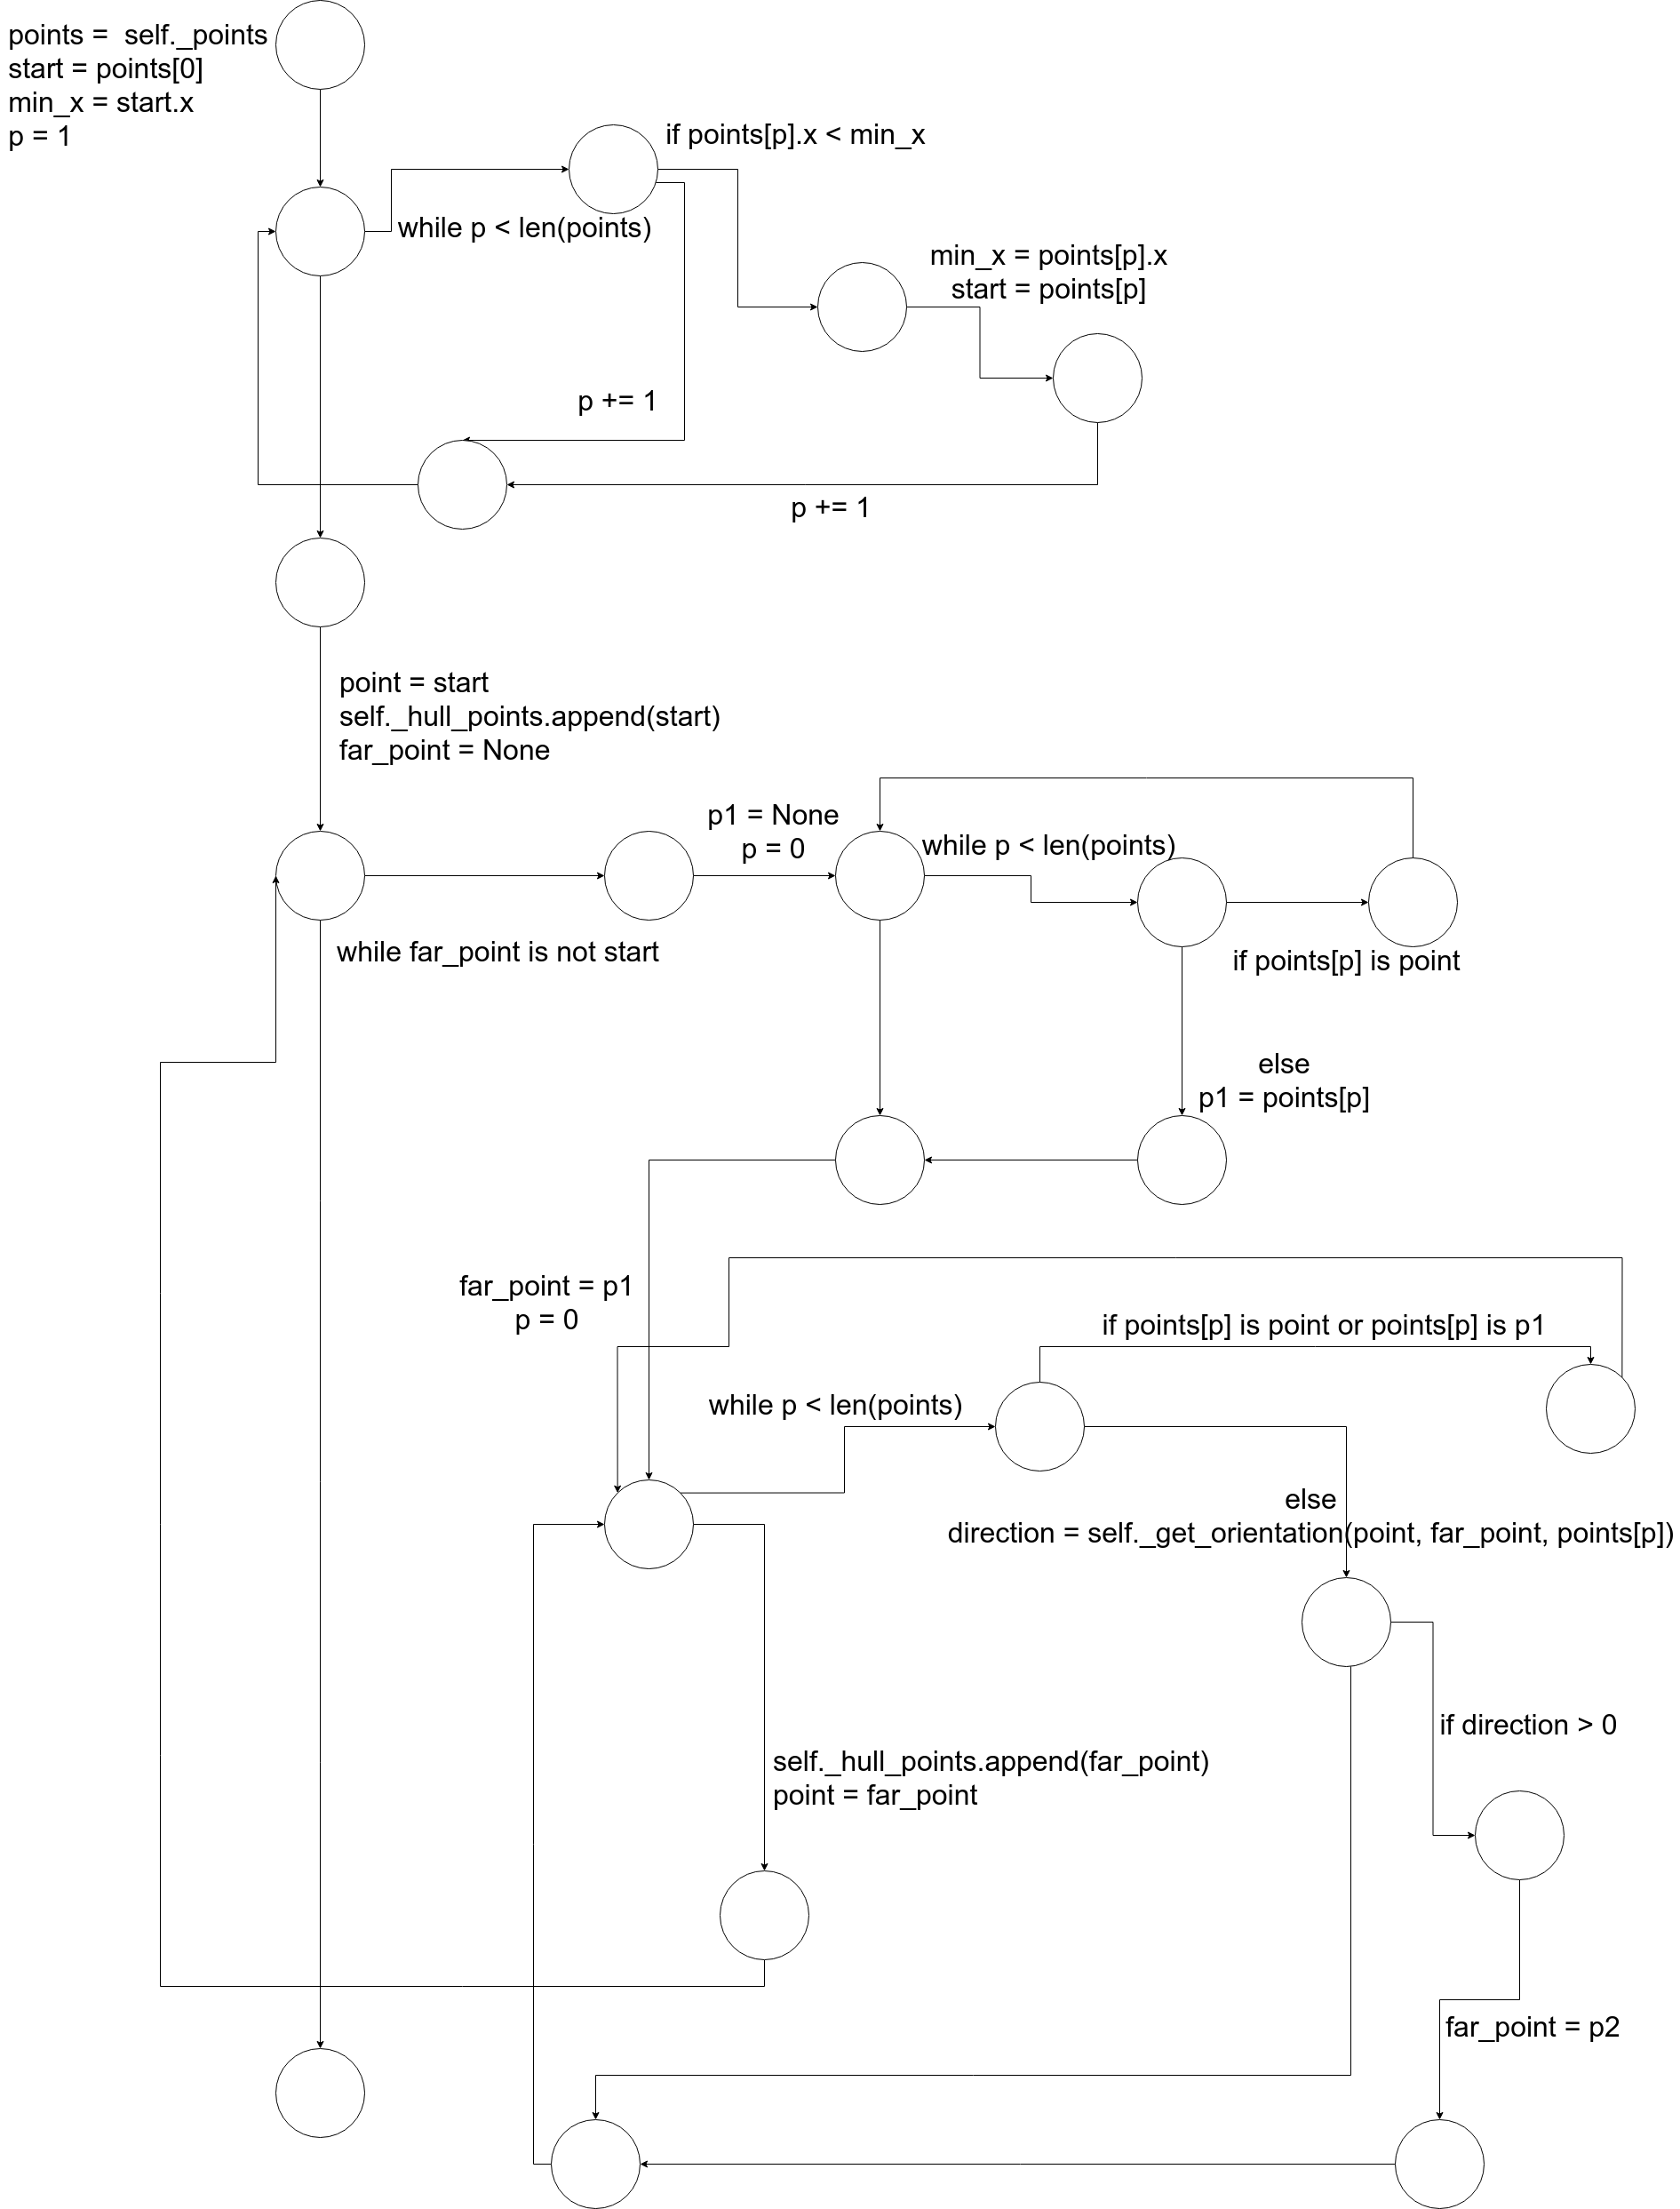 points =  self._points
start = points[0]
min_x = start.x
p = 1
if points[p].x < min_x
while p < len(points)
min_x = points[p].x
start = points[p]
p += 1
p += 1
point = start
self._hull_points.append(start)
far_point = None
p1 = None
p = 0
while p < len(points)
while far_point is not start
if points[p] is point
else
p1 = points[p]
far_point = p1
p = 0
if points[p] is point or points[p] is p1
while p < len(points)
else
direction = self._get_orientation(point, far_point, points[p])
if direction > 0
self._hull_points.append(far_point)
point = far_point
far_point = p2